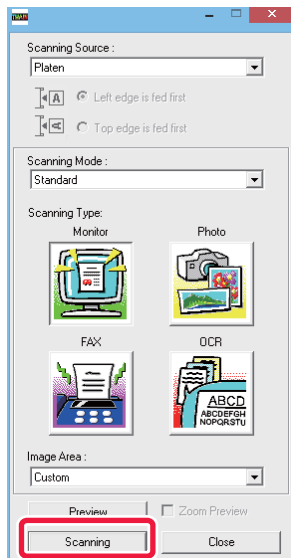 TWAIN
Scanning Source :
Platen
A Left edge is fed first
A Top edge is fed first
Scanning Mode :
Standard
Scanning Type:
Monitor Photo
FAX OCR
ABCD
ABCDEFGH
NOPQRSTU
Image Area :
Custom
Preview Zoom Preview
Scanning Close